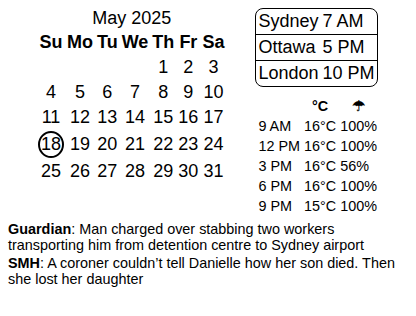 May 2025
Su Mo Tu We Th Fr Sa
1 2 3
4 5 6 7 8 9 10
11 12 13 14 15 16 17
18 19 20 21 22 23 24
25 26 27 28 29 30 31
Sydney 7 AM
Ottawa 5 PM
London 10 PM
°C ☂
9 AM 16°C 100%
12 PM 16°C 100%
3 PM 16°C 56%
6 PM 16°C 100%
9 PM 15°C 100%
Guardian: Man charged over stabbing two workers
transporting him from detention centre to Sydney airport
SMH: A coroner couldn’t tell Danielle how her son died. Then
she lost her daughter